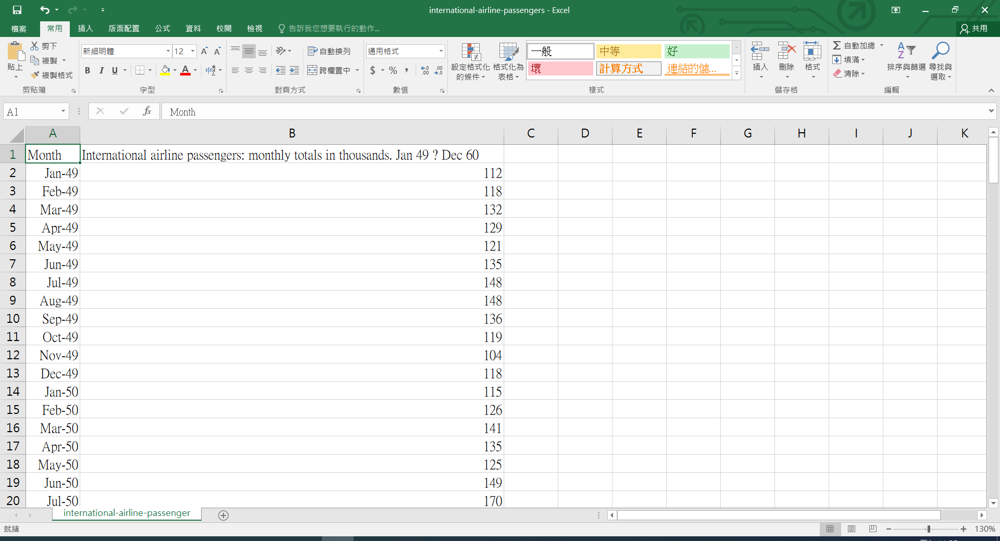 international-airline-passengers - Excel
檔案 常用 插入 版面配置 公式 資料 校閱 檢視 告訴我您想要執行的動作... 共用
貼上 剪下 複製 複製格式 剪貼簿
新細明體 12 B I U A 中 字型
自動換列 跨欄置中 對齊方式
通用格式 $ % , .00 .00 數值
設定格式化的條件 格式化為表格 一般 中等 好 壞 計算方式 連結的儲... 樣式
插入 刪除 格式 儲存格
自動加總 填滿 清除 排序與篩選 尋找與選取 編輯
A1 fx Month
A B C D E F G H I J K
1 Month International airline passengers: monthly totals in thousands. Jan 49 ? Dec 60
2 Jan-49 112
3 Feb-49 118
4 Mar-49 132
5 Apr-49 129
6 May-49 121
7 Jun-49 135
8 Jul-49 148
9 Aug-49 148
10 Sep-49 136
11 Oct-49 119
12 Nov-49 104
13 Dec-49 118
14 Jan-50 115
15 Feb-50 126
16 Mar-50 141
17 Apr-50 135
18 May-50 125
19 Jun-50 149
20 Jul-50 170
international-airline-passenger
就緒 130%